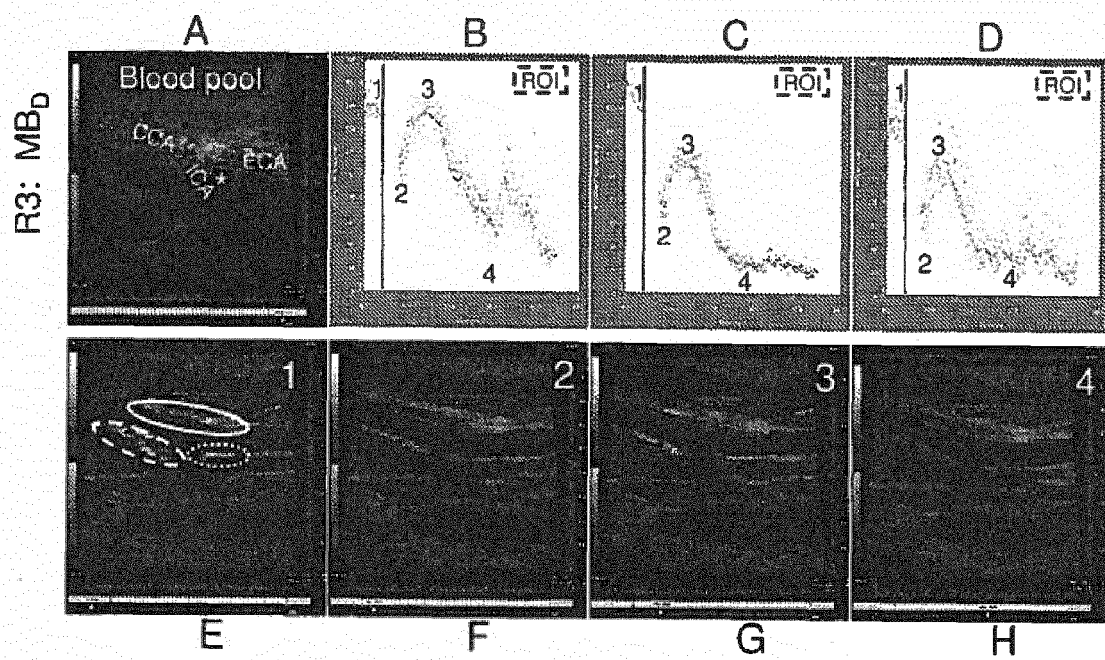 A B C D
R3: MB_D
Blood pool
CCA
ECA
ICA*
1 2 3 4 ROI
1 2 3 4 ROI
1 2 3 4 ROI
1 2 3 4
E F G H